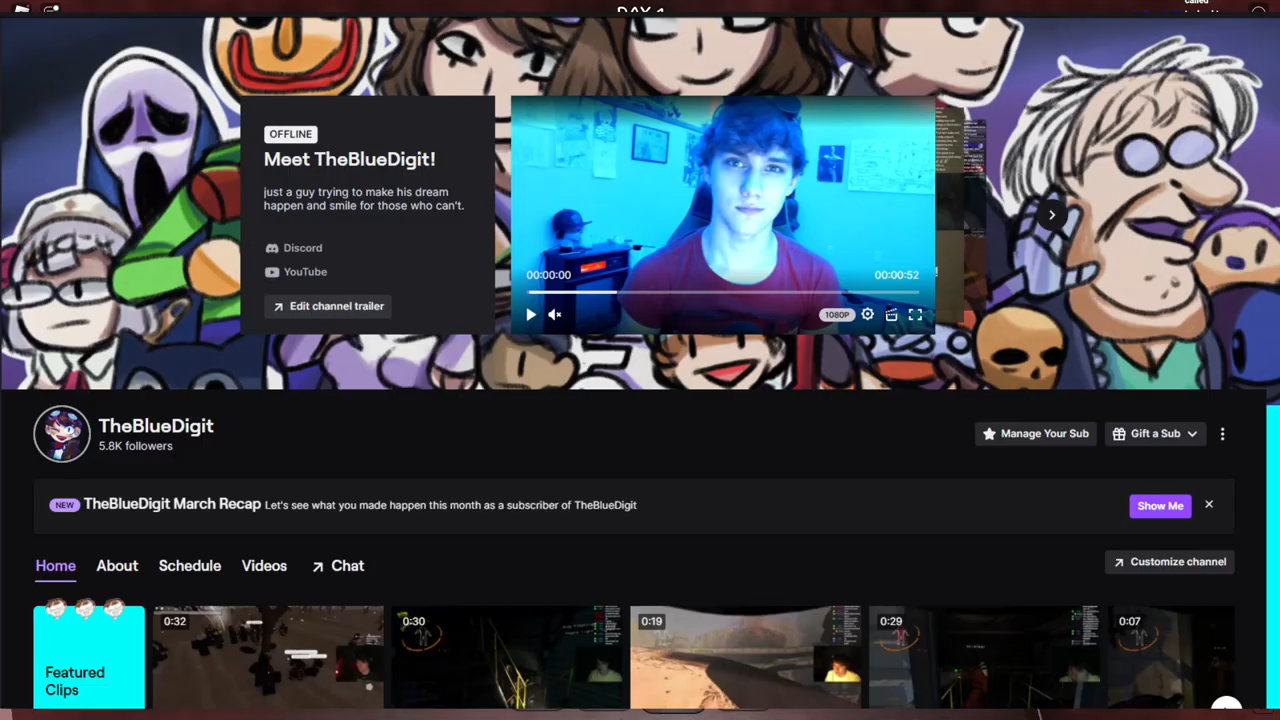 DAY 1
called
OFFLINE
Meet TheBlueDigit!
just a guy trying to make his dream
happen and smile for those who can't.
Discord
YouTube
Edit channel trailer
00:00:00
00:00:52
1080P
TheBlueDigit
5.8K followers
Manage Your Sub
Gift a Sub
NEW
TheBlueDigit March Recap
Let's see what you made happen this month as a subscriber of TheBlueDigit
Show Me
Home
About
Schedule
Videos
Chat
Customize channel
Featured
Clips
0:32
0:30
0:19
0:29
0:07